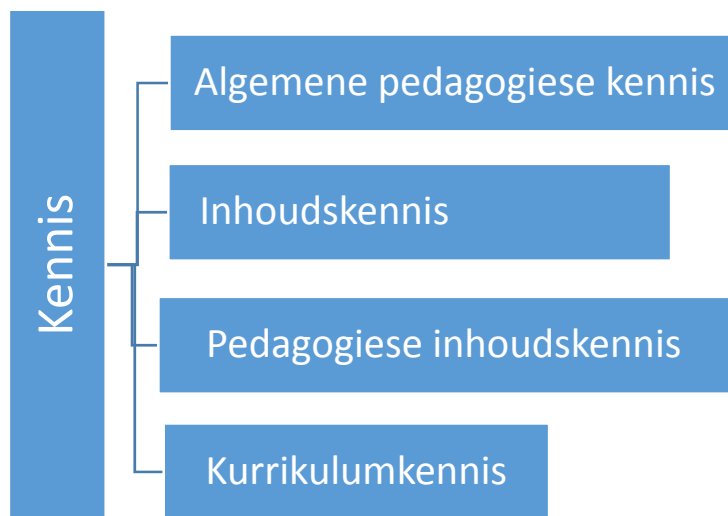 Kennis
Algemene pedagogiese kennis
Inhoudskennis
Pedagogiese inhoudskennis
Kurrikulumkennis